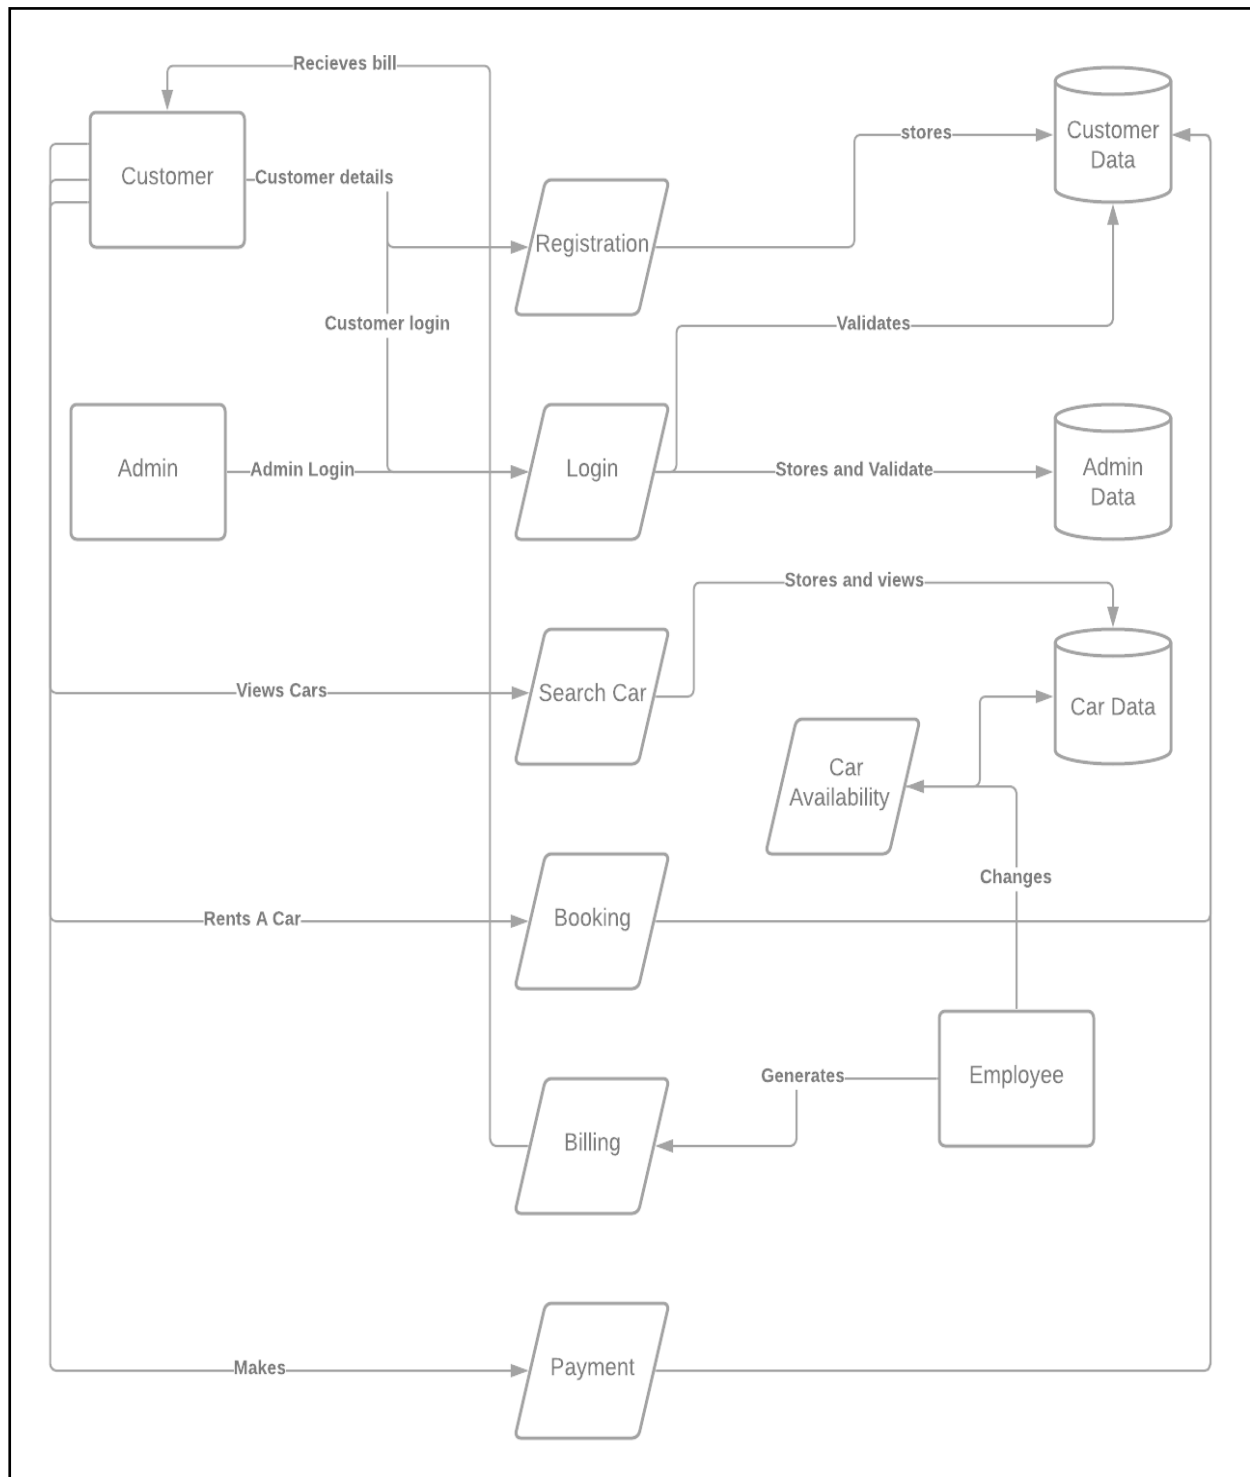 Recieves bill
Customer
Data
stores
Customer
Customer details
Registration
Customer login
Validates
Admin
Admin Login
Login
Stores and Validate
Admin
Data
Stores and views
Views Cars
Search Car
Car Data
Car
Availability
Changes
Rents A Car
Booking
Generates
Employee
Billing
Makes
Payment